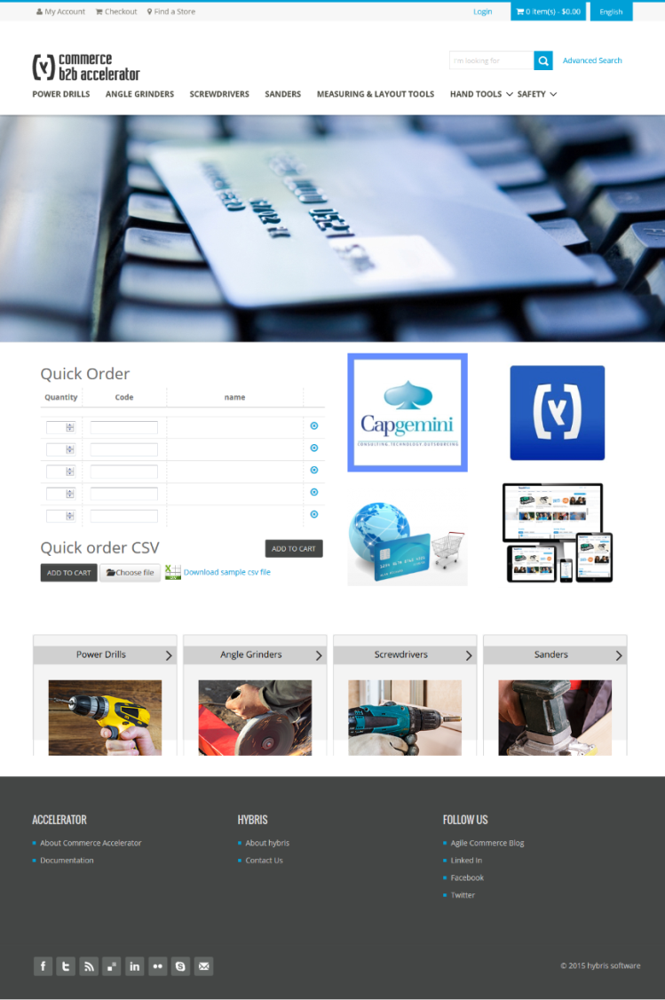 My Account Checkout Find a Store Login 0 item(s) - $0.00 English
commerce
b2b accelerator
I'm looking for Advanced Search
POWER DRILLS ANGLE GRINDERS SCREWDRIVERS SANDERS MEASURING & LAYOUT TOOLS HAND TOOLS SAFETY
Quick Order
Quantity Code name
Capgemini
CONSULTING. TECHNOLOGY. OUTSOURCING
Quick order CSV ADD TO CART
ADD TO CART Choose file Download sample csv file
Power Drills Angle Grinders Screwdrivers Sanders
ACCELERATOR HYBRIS FOLLOW US
About Commerce Accelerator About hybris Agile Commerce Blog
Documentation Contact Us Linked In
Facebook
Twitter
© 2015 hybris software